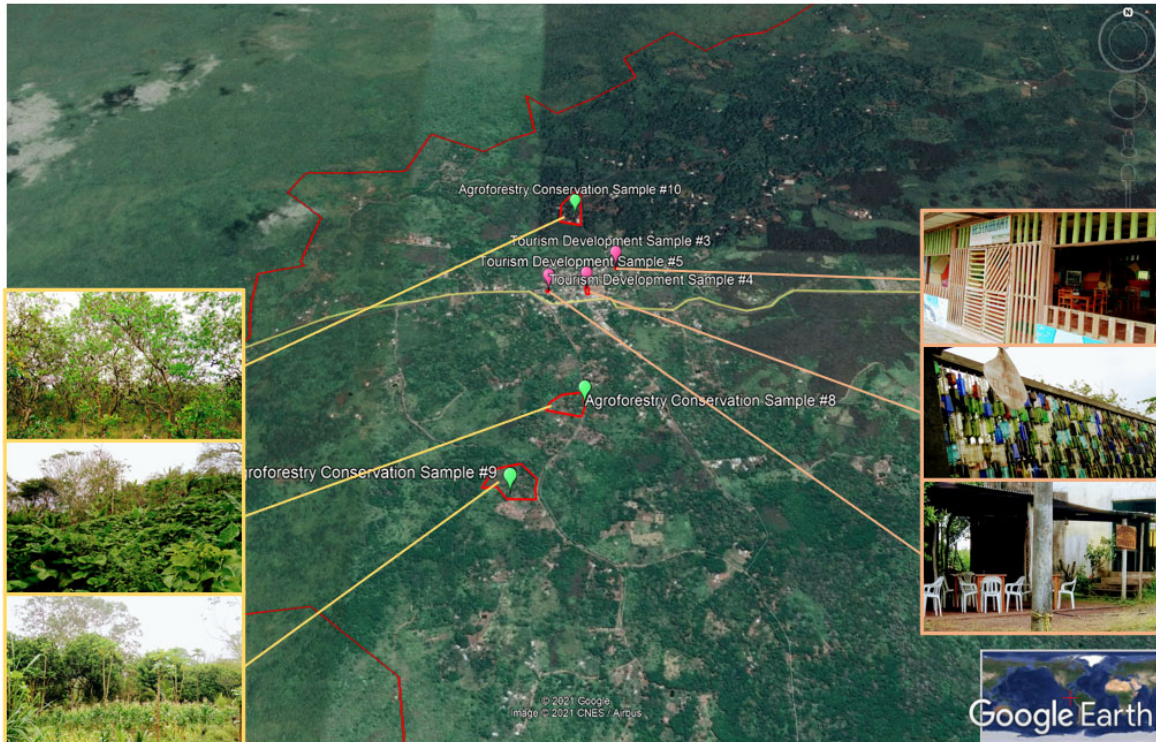 N
Agroforestry Conservation Sample #10
Tourism Development Sample #3
Tourism Development Sample #5
Tourism Development Sample #4
Agroforestry Conservation Sample #8
groforestry Conservation Sample #9
RESTAURANT
© 2021 Google
Image © 2021 CNES / Airbus
Google Earth